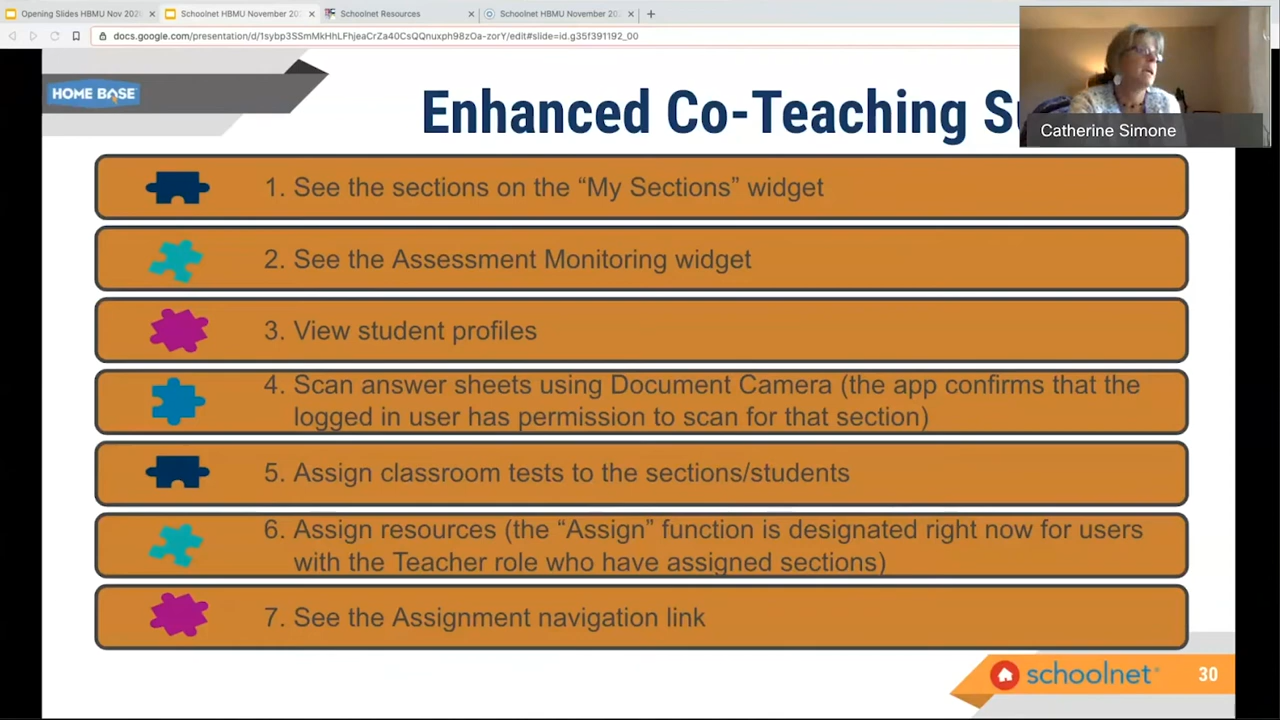 Opening Slides HBMU Nov 2020
Schoolnet HBMU November 202
Schoolnet Resources
Schoolnet HBMU November 202
docs.google.com/presentation/d/1sybp3SSmMkHhLFhjeaCrZa40CsQQnuxph98zOa-zorY/edit#slide=id.g35f391192_00
HOME BASE
Enhanced Co-Teaching Su
Catherine Simone
1. See the sections on the “My Sections” widget
2. See the Assessment Monitoring widget
3. View student profiles
4. Scan answer sheets using Document Camera (the app confirms that the
logged in user has permission to scan for that section)
5. Assign classroom tests to the sections/students
6. Assign resources (the “Assign” function is designated right now for users
with the Teacher role who have assigned sections)
7. See the Assignment navigation link
schoolnet
30